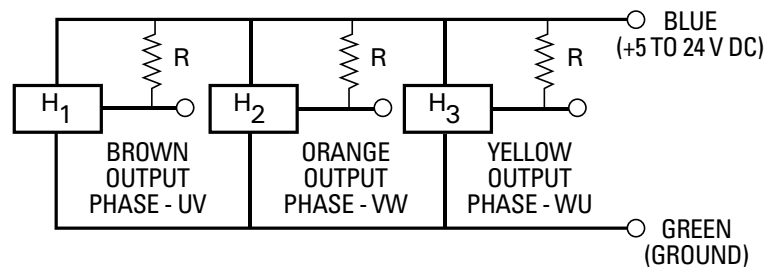 BLUE
(+5 TO 24 V DC)
R
R
R
H1
H2
H3
BROWN
OUTPUT
PHASE - UV
ORANGE
OUTPUT
PHASE - VW
YELLOW
OUTPUT
PHASE - WU
GREEN
(GROUND)